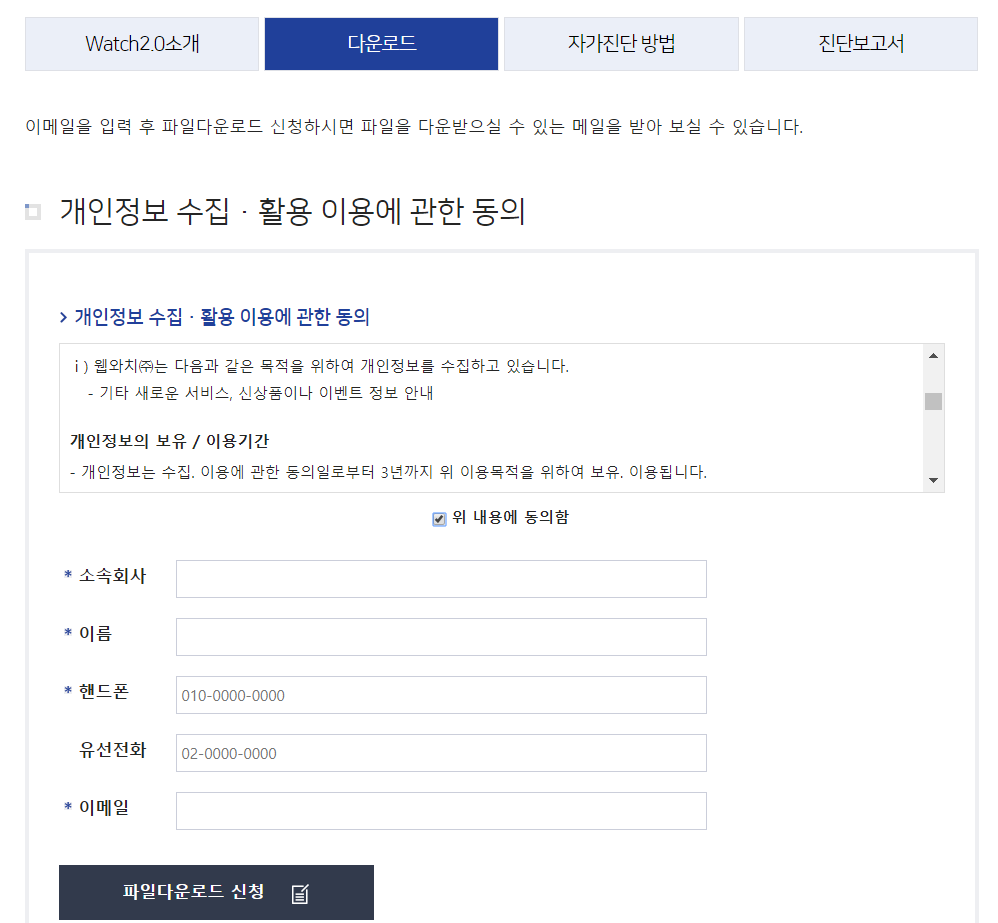 Watch2.0소개
다운로드
자가진단 방법
진단보고서
이메일을 입력 후 파일다운로드 신청하시면 파일을 다운받으실 수 있는 메일을 받아 보실 수 있습니다.
개인정보 수집 · 활용 이용에 관한 동의
> 개인정보 수집 · 활용 이용에 관한 동의
ⅰ) 웹와치㈜는 다음과 같은 목적을 위하여 개인정보를 수집하고 있습니다.
- 기타 새로운 서비스, 신상품이나 이벤트 정보 안내
개인정보의 보유 / 이용기간
- 개인정보는 수집. 이용에 관한 동의일로부터 3년까지 위 이용목적을 위하여 보유. 이용됩니다.
위 내용에 동의함
* 소속회사
* 이름
* 핸드폰
010-0000-0000
유선전화
02-0000-0000
* 이메일
파일다운로드 신청